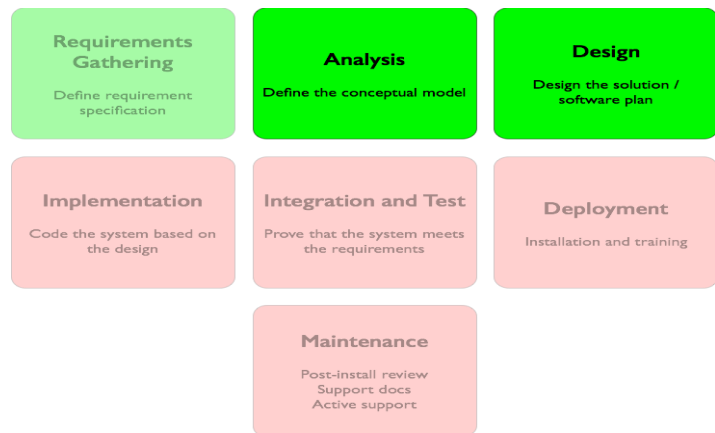 Requirements
Gathering
Define requirement
specification
Analysis
Define the conceptual model
Design
Design the solution /
software plan
Implementation
Code the system based on
the design
Integration and Test
Prove that the system meets
the requirements
Deployment
Installation and training
Maintenance
Post-install review
Support docs
Active support